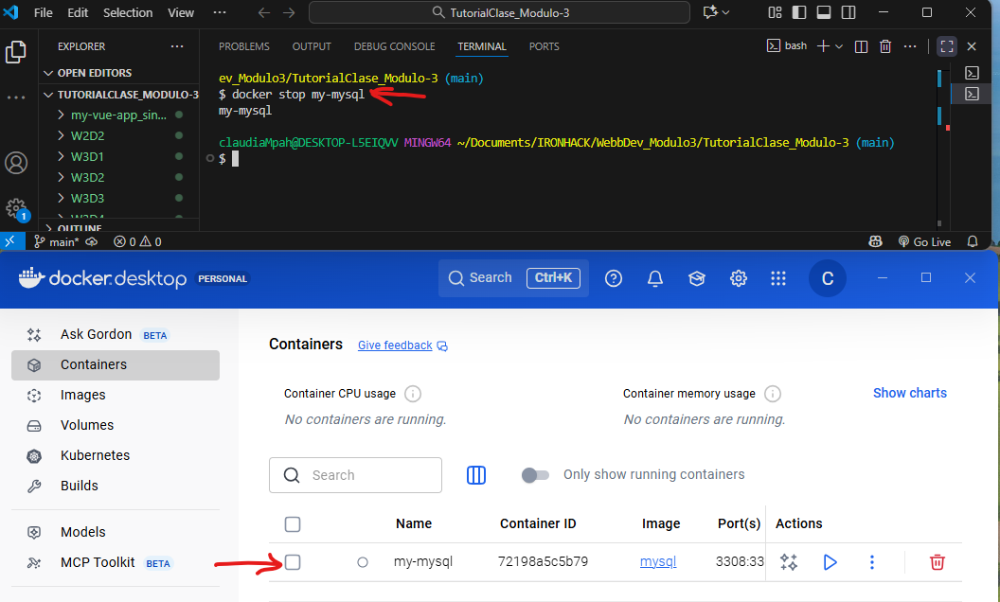 File Edit Selection View ··· TutorialClase_Modulo-3
EXPLORER ···
PROBLEMS OUTPUT DEBUG CONSOLE TERMINAL PORTS
bash
OPEN EDITORS
TUTORIALCLASE_MODULO-3
my-vue-app_sin...
W2D2
W3D1
W3D2
W3D3
W3D4
OUTLINE
ev_Modulo3/TutorialClase_Modulo-3 (main)
$ docker stop my-mysql
my-mysql
claudiaMpah@DESKTOP-L5EIQVV MINGW64 ~/Documents/IRONHACK/WebbDev_Modulo3/TutorialClase_Modulo-3 (main)
$
1
main* 0 0 Go Live
docker.desktop PERSONAL Search Ctrl+K C
Ask Gordon BETA
Containers
Images
Volumes
Kubernetes
Builds
Models
MCP Toolkit BETA
Containers Give feedback
Container CPU usage
No containers are running.
Container memory usage
No containers are running.
Show charts
Search
Only show running containers
Name Container ID Image Port(s) Actions
my-mysql 72198a5c5b79 mysql 3308:33